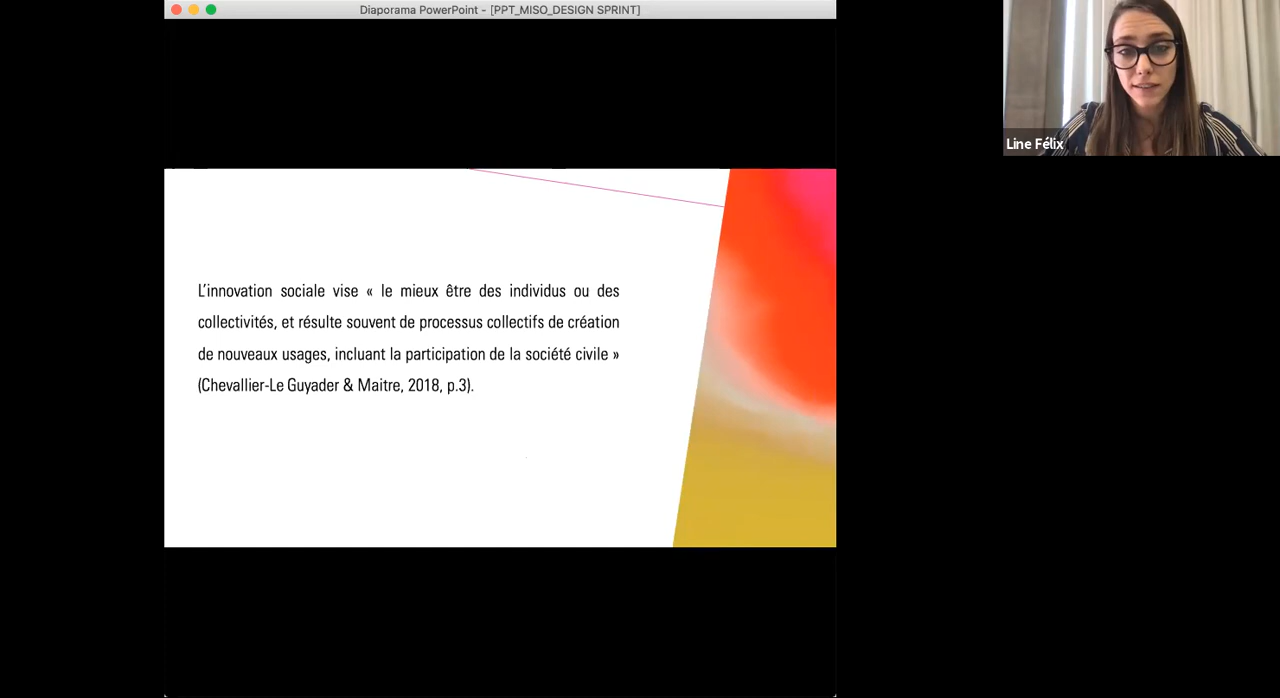 Diaporama PowerPoint - [PPT_MISO_DESIGN SPRINT]
Line Félix
L'innovation sociale vise « le mieux être des individus ou des
collectivités, et résulte souvent de processus collectifs de création
de nouveaux usages, incluant la participation de la société civile »
(Chevallier-Le Guyader & Maitre, 2018, p.3).